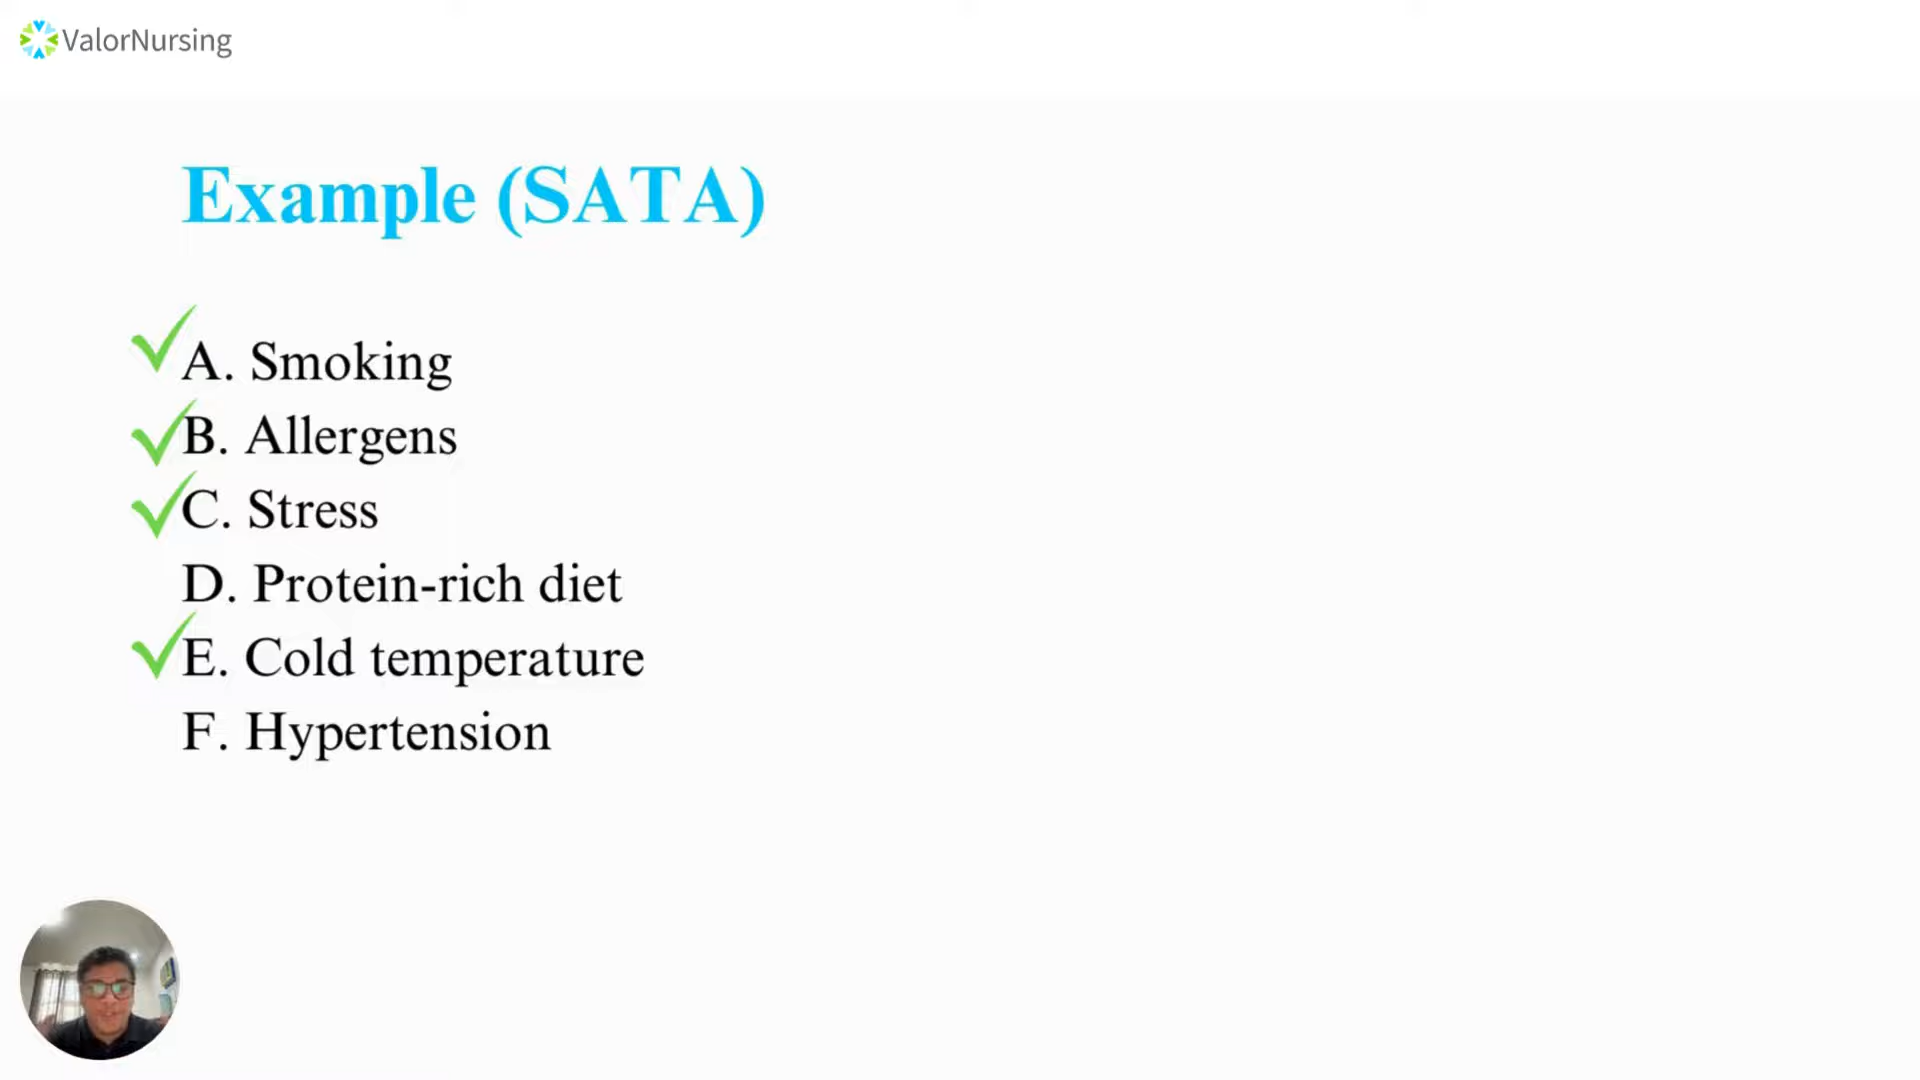 ValorNursing
Example (SATA)
A. Smoking
B. Allergens
C. Stress
D. Protein-rich diet
E. Cold temperature
F. Hypertension